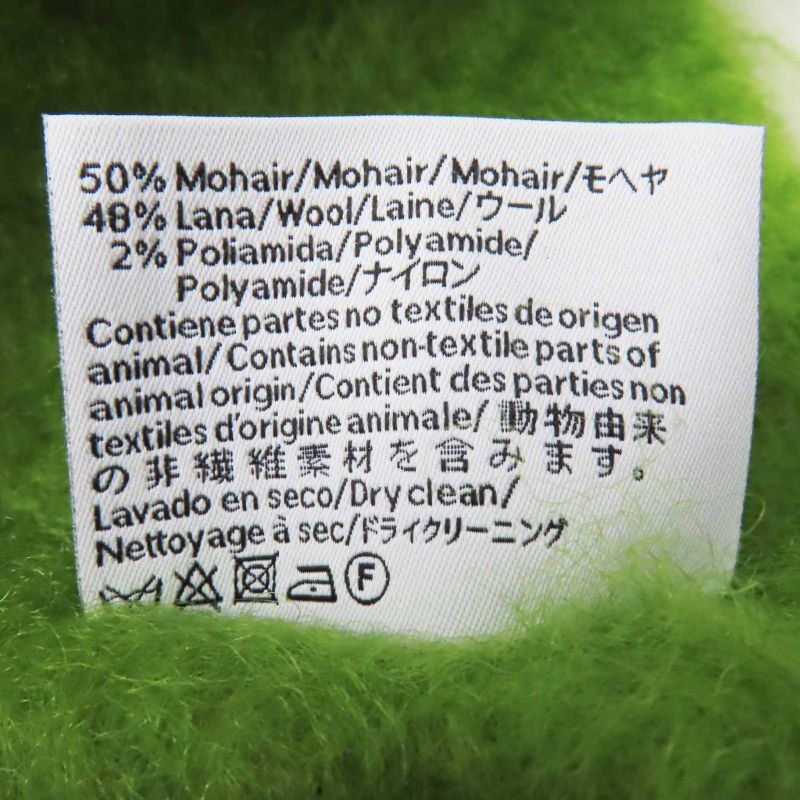 50% Mohair/Mohair/Mohair/モヘヤ
48% Lana/Wool/Laine/ウール
2% Poliamida/Polyamide/
Polyamide/ナイロン
Contiene partes no textiles de origen
animal/Contains non-textile parts of
animal origin/Contient des parties non
textiles d'origine animale/動物由来
の非繊維素材を含みます。
Lavado en seco/Dry clean/
Nettoyage à sec/ドライクリーニング
F